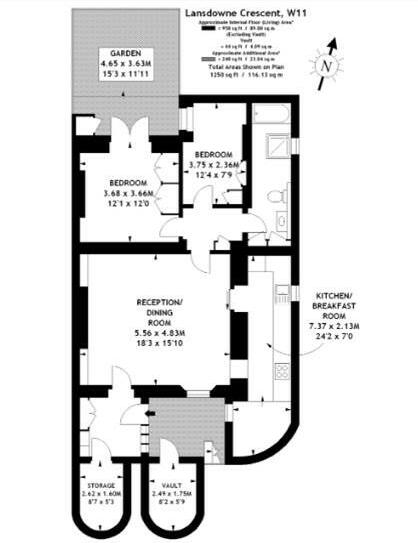 Lansdowne Crescent, W11
Approximate Internal Floor (Living) Area*
= 958 sq ft / 89.00 sq m
(Excluding Vault)
Vault
= 44 sq ft / 4.09 sq m
Approximate Additional Area*
= 248 sq ft / 23.04 sq m
Total Areas Shown on Plan
1250 sq ft / 116.13 sq m
N
GARDEN
4.65 x 3.63M
15'3 x 11'11
BEDROOM
3.75 x 2.36M
12'4 x 7'9
BEDROOM
3.68 x 3.66M
12'1 x 12'0
RECEPTION/
DINING
ROOM
5.56 x 4.83M
18'3 x 15'10
KITCHEN/
BREAKFAST
ROOM
7.37 x 2.13M
24'2 x 7'0
STORAGE
2.62 x 1.60M
8'7 x 5'3
VAULT
2.49 x 1.75M
8'2 x 5'9